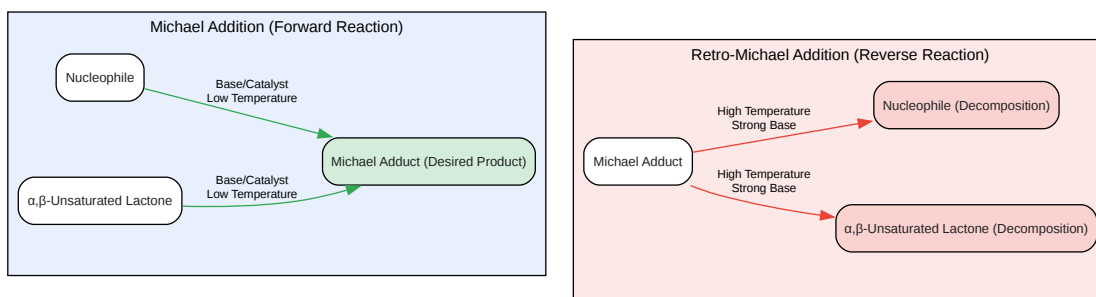 Michael Addition (Forward Reaction)
Nucleophile
Base/Catalyst
Low Temperature
Michael Adduct (Desired Product)
α,β-Unsaturated Lactone
Base/Catalyst
Low Temperature
Retro-Michael Addition (Reverse Reaction)
Michael Adduct
High Temperature
Strong Base
Nucleophile (Decomposition)
High Temperature
Strong Base
α,β-Unsaturated Lactone (Decomposition)